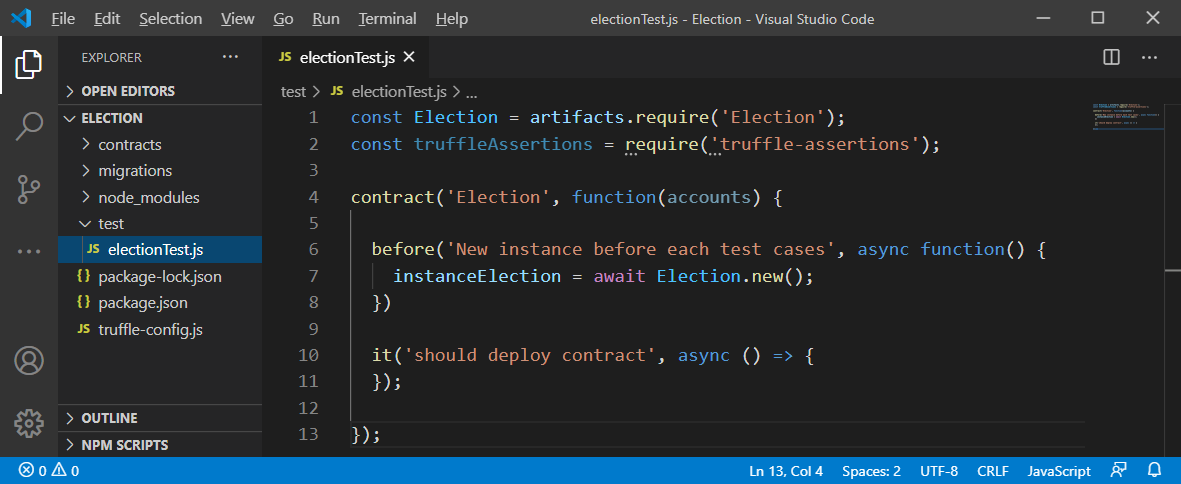 File Edit Selection View Go Run Terminal Help electionTest.js - Election - Visual Studio Code
EXPLORER
OPEN EDITORS
ELECTION
contracts
migrations
node_modules
test
JS electionTest.js
{} package-lock.json
{} package.json
JS truffle-config.js
OUTLINE
NPM SCRIPTS
JS electionTest.js
test > JS electionTest.js > ...
1 const Election = artifacts.require('Election');
2 const truffleAssertions = require('truffle-assertions');
3
4 contract('Election', function(accounts) {
5
6 before('New instance before each test cases', async function() {
7 instanceElection = await Election.new();
8 })
9
10 it('should deploy contract', async () => {
11 });
12
13 });
0 0 Ln 13, Col 4 Spaces: 2 UTF-8 CRLF JavaScript